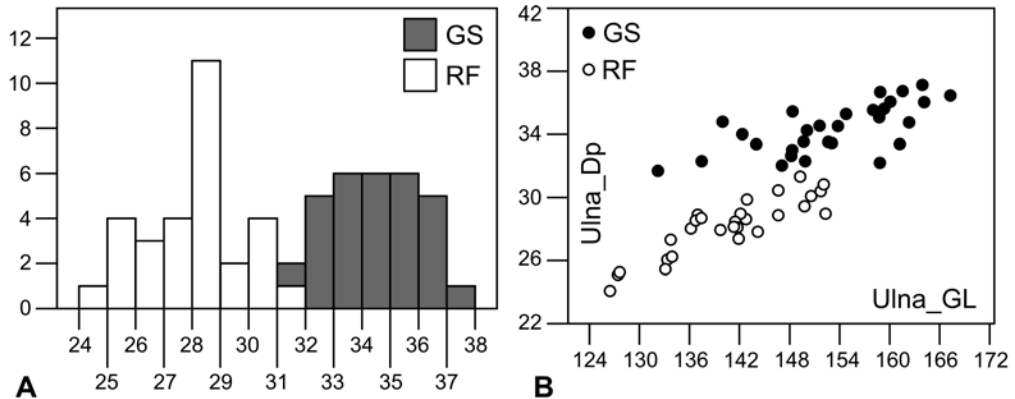 12
10
8
6
4
2
0
GS
RF
24 26 28 30 32 34 36 38
25 27 29 31 33 35 37
A
42
38
34
30
26
22
GS
RF
Ulna_Dp
Ulna_GL
124 130 136 142 148 154 160 166 172
B